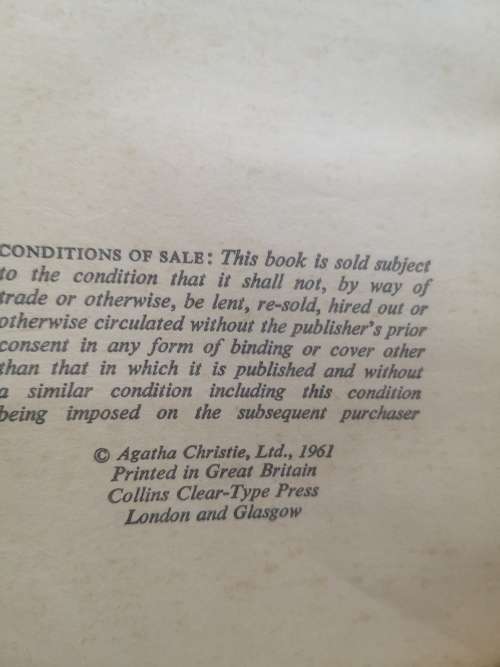 CONDITIONS OF SALE: This book is sold subject
to the condition that it shall not, by way of
trade or otherwise, be lent, re-sold, hired out or
otherwise circulated without the publisher's prior
consent in any form of binding or cover other
than that in which it is published and without
a similar condition including this condition
being imposed on the subsequent purchaser
© Agatha Christie, Ltd., 1961
Printed in Great Britain
Collins Clear-Type Press
London and Glasgow